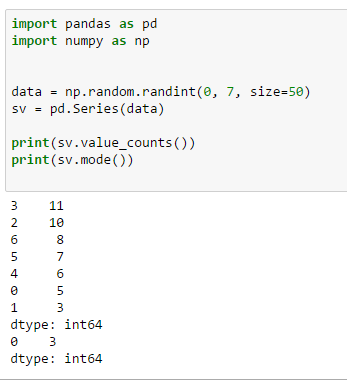 import pandas as pd
import numpy as np
data = np.random.randint(0, 7, size=50)
sv = pd.Series(data)
print(sv.value_counts())
print(sv.mode())
3    11
2    10
6     8
5     7
4     6
0     5
1     3
dtype: int64
0    3
dtype: int64